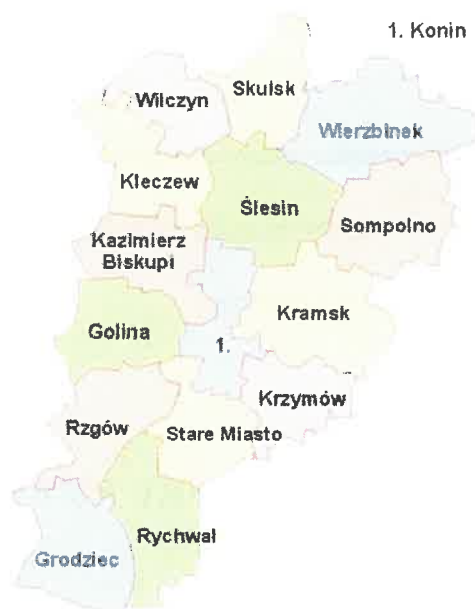 1. Konin
Skulsk
Wilczyn
Wierzbinek
Kleczew
Ślesin
Sompolno
Kazimierz
Biskupi
Kramsk
Golina
1.
Krzymów
Rzgów
Stare Miasto
Rychwał
Grodziec